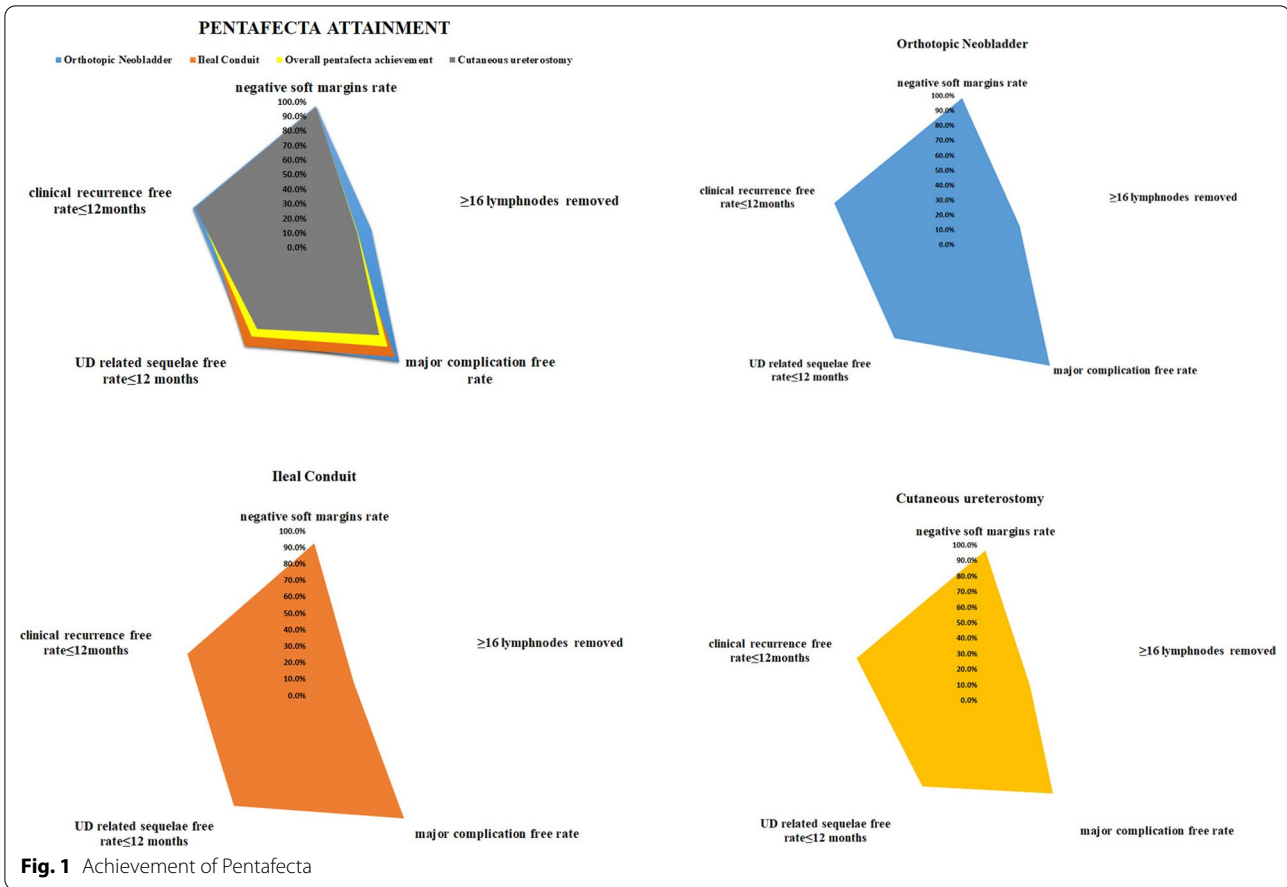 PENTAFECTA ATTAINMENT
Orthotopic Neobladder Ileal Conduit Overall pentafecta achievement Cutaneous ureterostomy
negative soft margins rate
100.0%
90.0%
80.0%
70.0%
60.0%
50.0%
40.0%
30.0%
20.0%
10.0%
0.0%
≥16 lymphnodes removed
major complication free
rate
UD related sequelae free
rate≤12 months
clinical recurrence free
rate≤12months
Orthotopic Neobladder
negative soft margins rate
100.0%
90.0%
80.0%
70.0%
60.0%
50.0%
40.0%
30.0%
20.0%
10.0%
0.0%
≥16 lymphnodes removed
major complication free rate
UD related sequelae free
rate≤12 months
clinical recurrence free
rate≤12months
Ileal Conduit
negative soft margins rate
100.0%
90.0%
80.0%
70.0%
60.0%
50.0%
40.0%
30.0%
20.0%
10.0%
0.0%
≥16 lymphnodes removed
major complication free rate
UD related sequelae free
rate≤12 months
clinical recurrence free
rate≤12months
Cutaneous ureterostomy
negative soft margins rate
100.0%
90.0%
80.0%
70.0%
60.0%
50.0%
40.0%
30.0%
20.0%
10.0%
0.0%
≥16 lymphnodes removed
major complication free rate
UD related sequelae free
rate≤12 months
clinical recurrence free
rate≤12months
Fig. 1 Achievement of Pentafecta